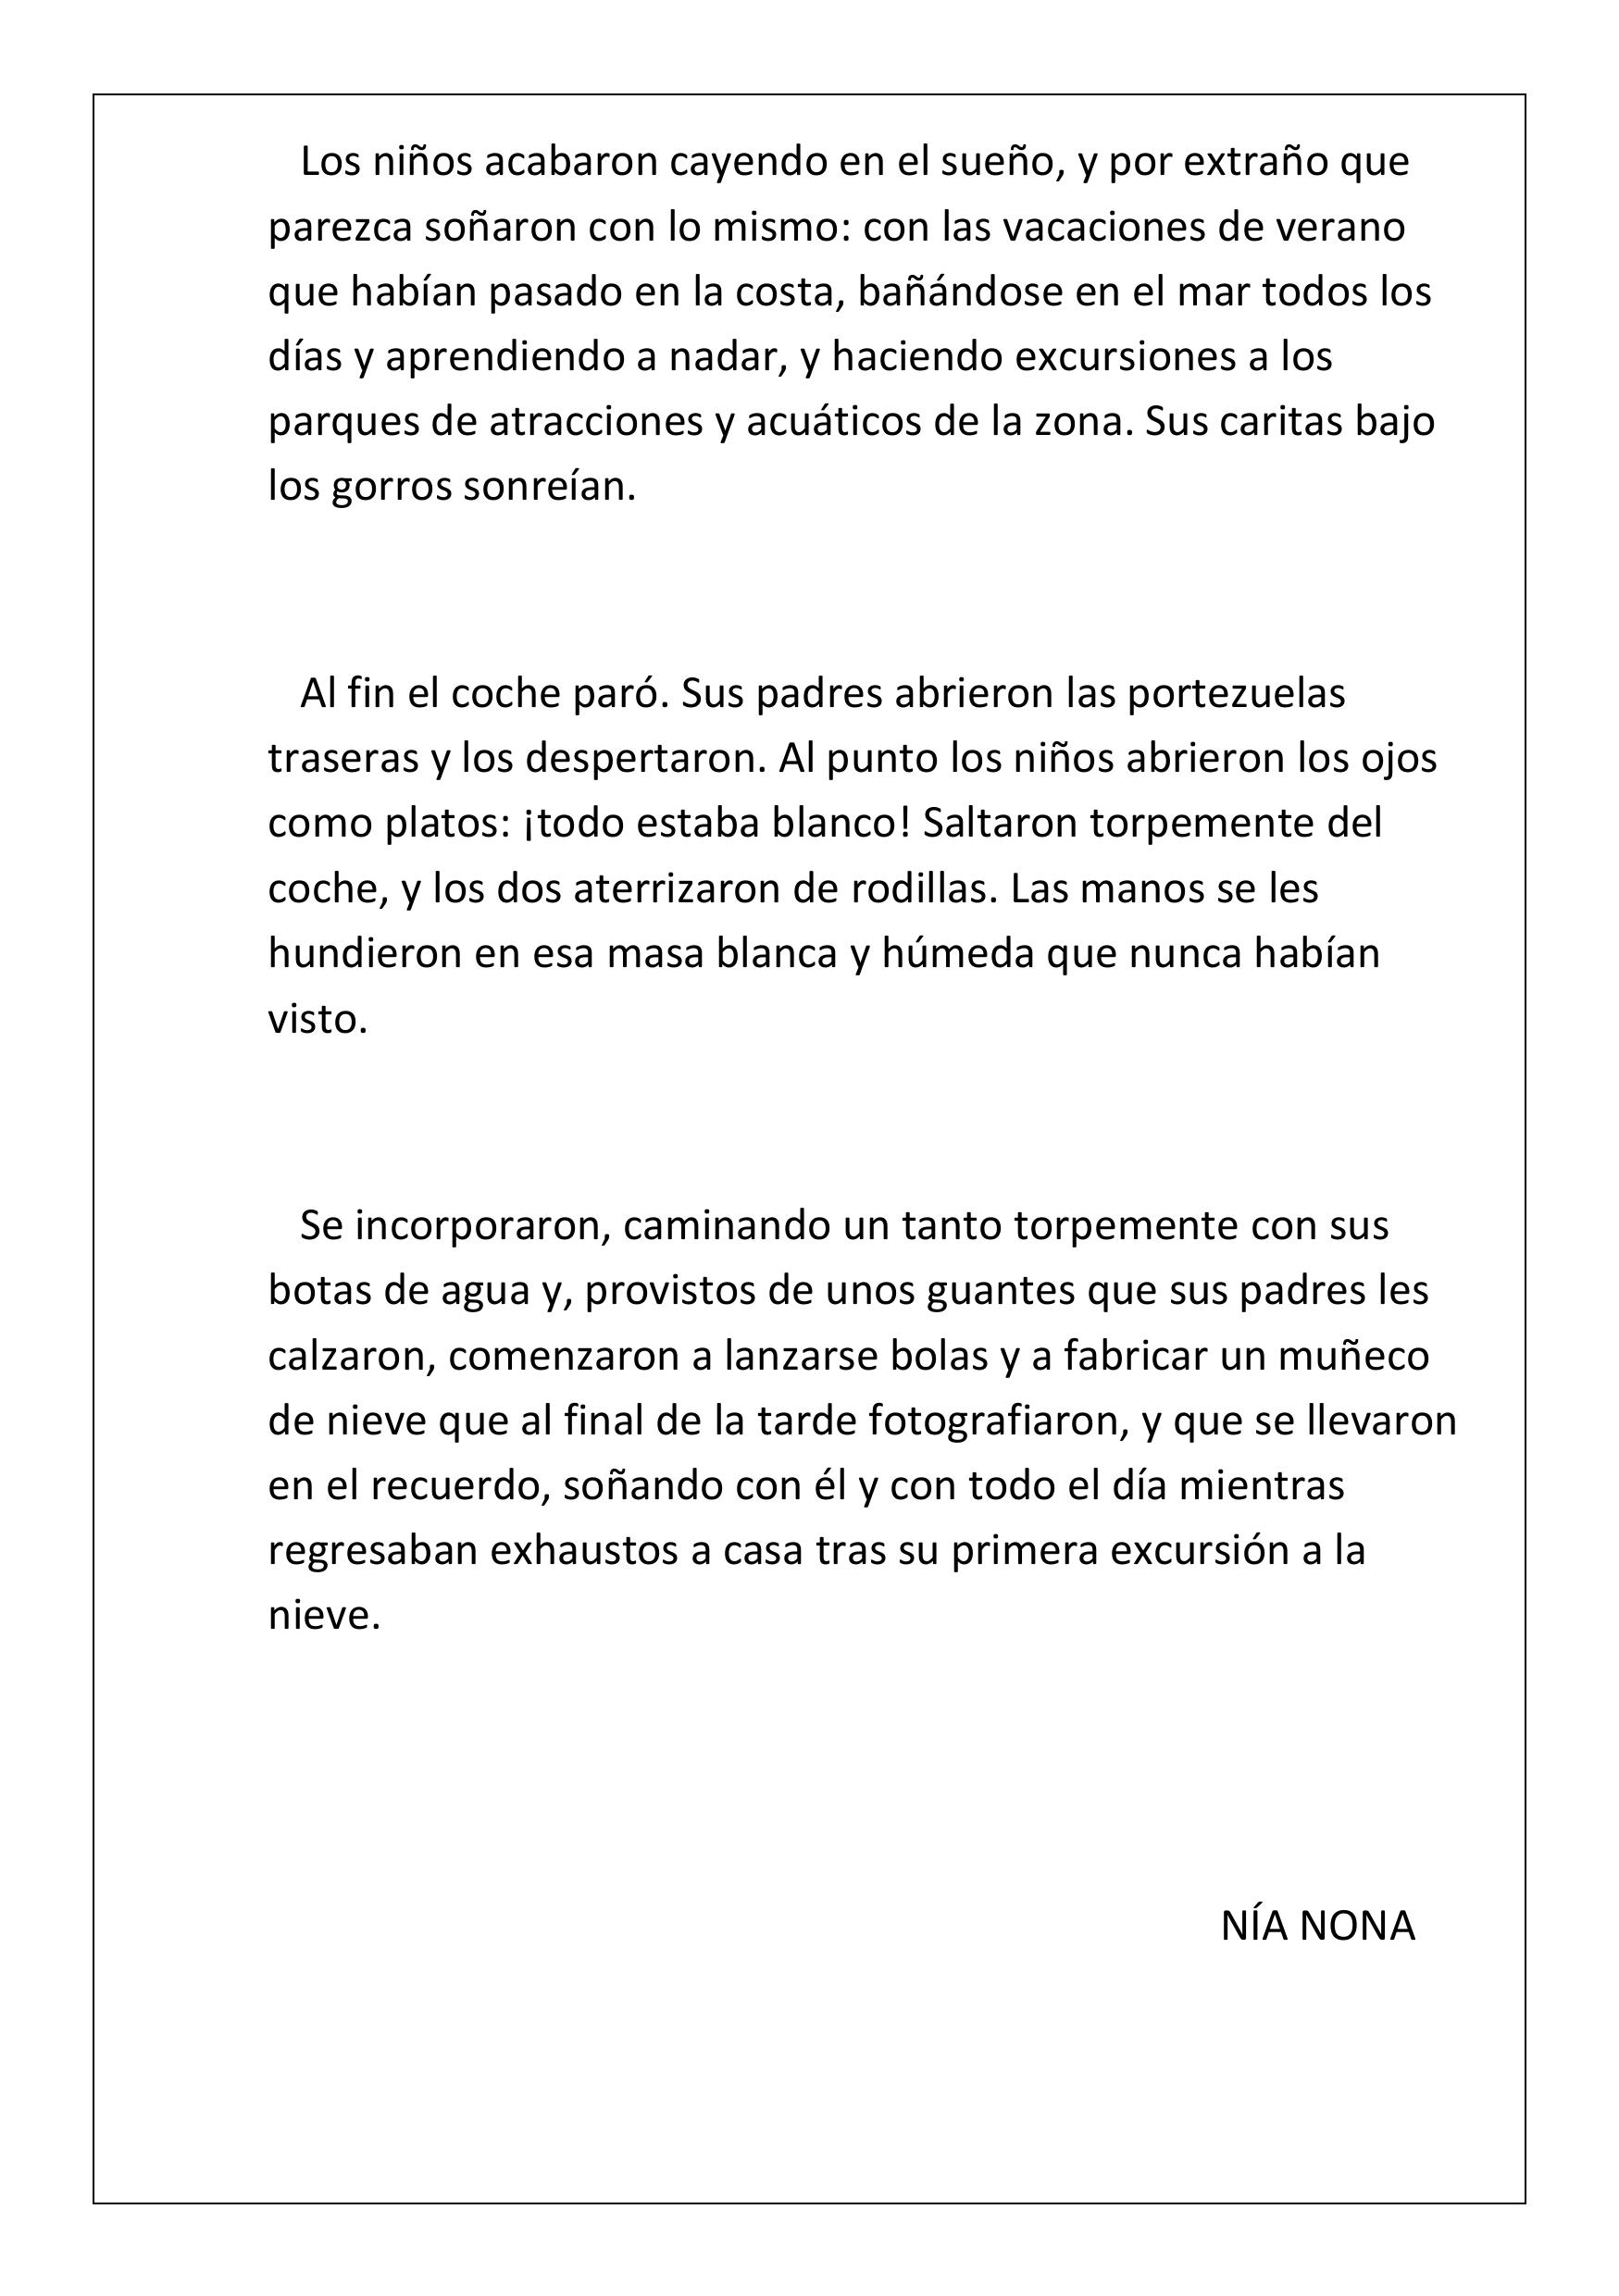 Los niños acabaron cayendo en el sueño, y por extraño que
parezca soñaron con lo mismo: con las vacaciones de verano
que habían pasado en la costa, bañándose en el mar todos los
días y aprendiendo a nadar, y haciendo excursiones a los
parques de atracciones y acuáticos de la zona. Sus caritas bajo
los gorros sonreían.
Al fin el coche paró. Sus padres abrieron las portezuelas
traseras y los despertaron. Al punto los niños abrieron los ojos
como platos: ¡todo estaba blanco! Saltaron torpemente del
coche, y los dos aterrizaron de rodillas. Las manos se les
hundieron en esa masa blanca y húmeda que nunca habían
visto.
Se incorporaron, caminando un tanto torpemente con sus
botas de agua y, provistos de unos guantes que sus padres les
calzaron, comenzaron a lanzarse bolas y a fabricar un muñeco
de nieve que al final de la tarde fotografiaron, y que se llevaron
en el recuerdo, soñando con él y con todo el día mientras
regresaban exhaustos a casa tras su primera excursión a la
nieve.
NÍA NONA